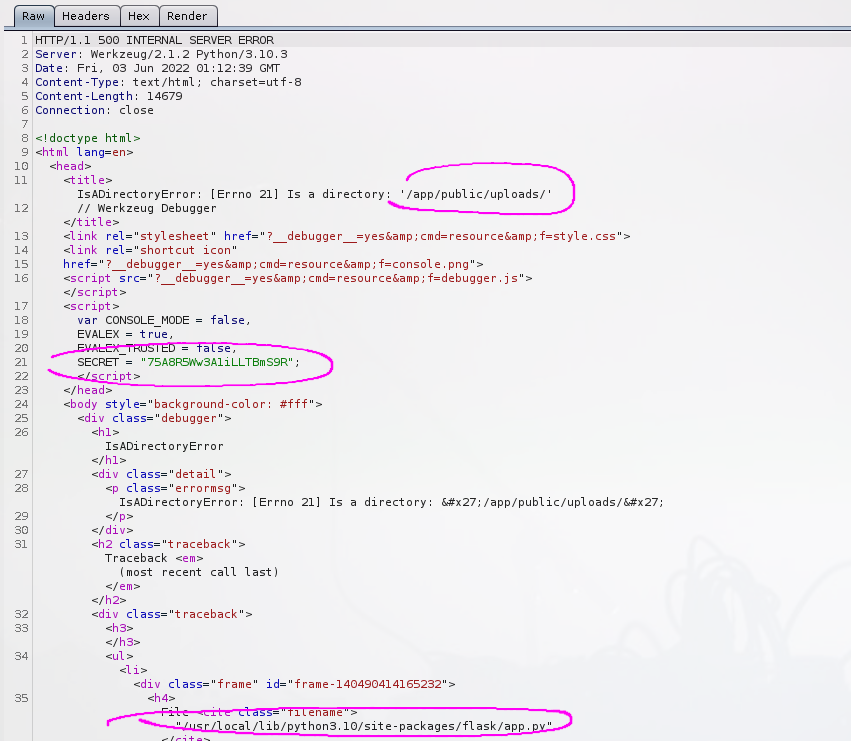 Raw Headers Hex Render
1 HTTP/1.1 500 INTERNAL SERVER ERROR
2 Server: Werkzeug/2.1.2 Python/3.10.3
3 Date: Fri, 03 Jun 2022 01:12:39 GMT
4 Content-Type: text/html; charset=utf-8
5 Content-Length: 14679
6 Connection: close
7
8 <!doctype html>
9 <html lang=en>
10 <head>
11 <title>
IsADirectoryError: [Errno 21] Is a directory: '/app/public/uploads/'
12 // Werkzeug Debugger
</title>
13 <link rel="stylesheet" href="?__debugger__=yes&amp;cmd=resource&amp;f=style.css">
14 <link rel="shortcut icon"
15 href="?__debugger__=yes&amp;cmd=resource&amp;f=console.png">
16 <script src="?__debugger__=yes&amp;cmd=resource&amp;f=debugger.js">
</script>
17 <script>
18 var CONSOLE_MODE = false,
19 EVALEX = true,
20 EVALEX_TRUSTED = false,
21 SECRET = "75A8R5Ww3A1iLLTBmS9R";
22 </script>
23 </head>
24 <body style="background-color: #fff">
25 <div class="debugger">
26 <h1>
IsADirectoryError
</h1>
27 <div class="detail">
28 <p class="errormsg">
IsADirectoryError: [Errno 21] Is a directory: &#x27;/app/public/uploads/&#x27;
29 </p>
30 </div>
31 <h2 class="traceback">
Traceback <em>
(most recent call last)
</em>
</h2>
32 <div class="traceback">
33 <h3>
</h3>
34 <ul>
<li>
<div class="frame" id="frame-140490414165232">
35 <h4>
File <cite class="filename">
"/usr/local/lib/python3.10/site-packages/flask/app.py"
</cite>